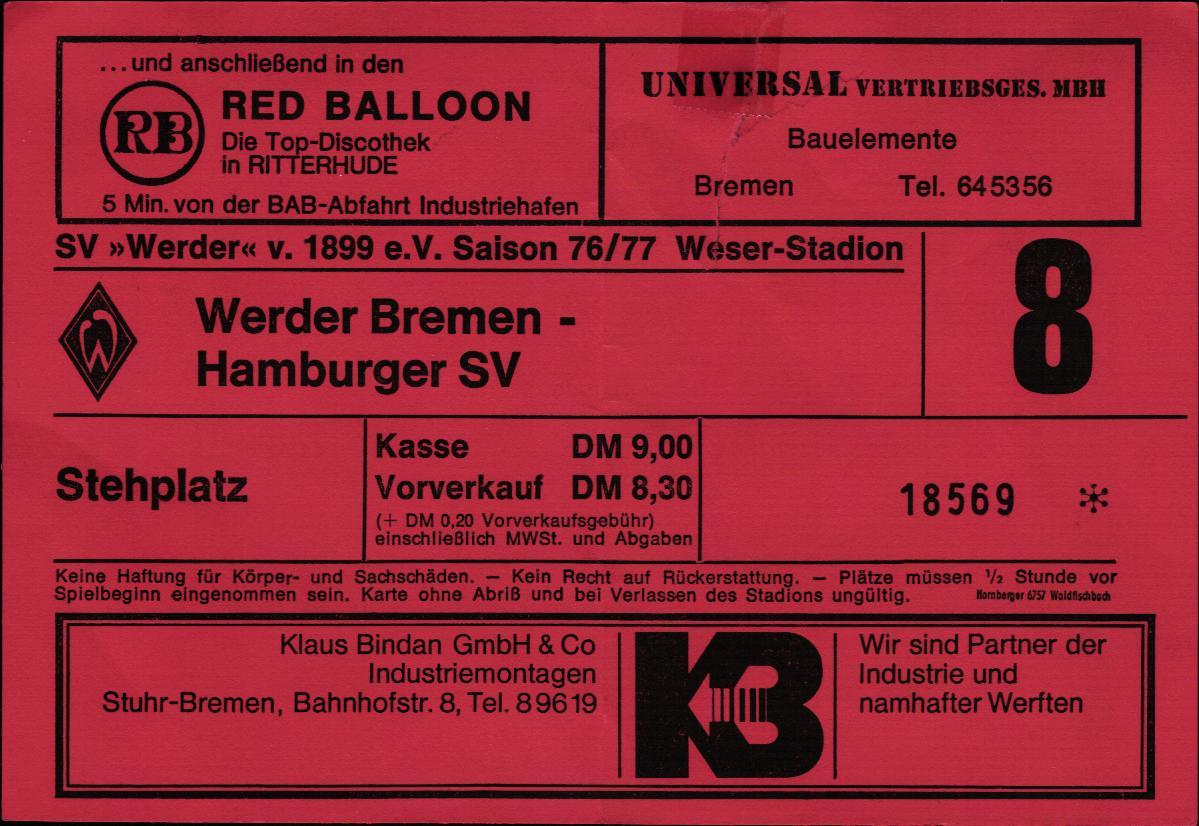 ...und anschließend in den
RB
RED BALLOON
Die Top-Discothek
in RITTERHUDE
5 Min. von der BAB-Abfahrt Industriehafen
UNIVERSAL VERTRIEBSGES. MBH
Bauelemente
Bremen Tel. 645356
SV »Werder« v. 1899 e.V. Saison 76/77 Weser-Stadion
8
W
Werder Bremen -
Hamburger SV
Stehplatz
Kasse DM 9,00
Vorverkauf DM 8,30
(+ DM 0,20 Vorverkaufsgebühr)
einschließlich MWSt. und Abgaben
18569 *
Keine Haftung für Körper- und Sachschäden. — Kein Recht auf Rückerstattung. — Plätze müssen ½ Stunde vor
Spielbeginn eingenommen sein. Karte ohne Abriß und bei Verlassen des Stadions ungültig. Hornberger 6757 Waldfischbach
Klaus Bindan GmbH & Co
Industriemontagen
Stuhr-Bremen, Bahnhofstr. 8, Tel. 89619
KB
Wir sind Partner der
Industrie und
namhafter Werften